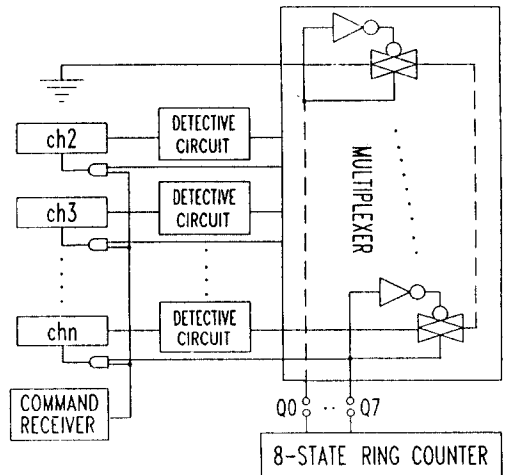 ch2
DETECTIVE
CIRCUIT
ch3
DETECTIVE
CIRCUIT
MULTIPLEXER
chn
DETECTIVE
CIRCUIT
COMMAND
RECEIVER
Q0 ·· Q7
8-STATE RING COUNTER